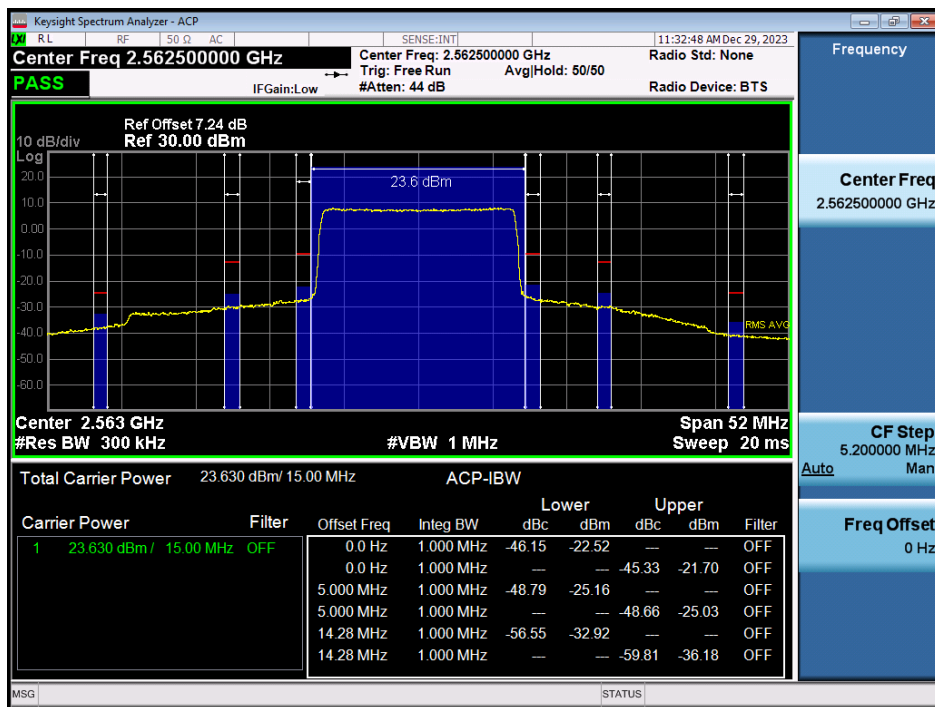 Keysight Spectrum Analyzer - ACP
LXI RL RF 50 Ω AC SENSE:INT 11:32:48 AM Dec 29, 2023
Center Freq 2.562500000 GHz
Center Freq: 2.562500000 GHz Radio Std: None
Trig: Free Run Avg|Hold: 50/50
PASS
IFGain:Low #Atten: 44 dB Radio Device: BTS
Ref Offset 7.24 dB
10 dB/div Ref 30.00 dBm
Log
20.0
23.6 dBm
10.0
0.00
-10.0
-20.0
-30.0
RMS AVG
-40.0
-50.0
-60.0
Center 2.563 GHz Span 52 MHz
#Res BW 300 kHz #VBW 1 MHz Sweep 20 ms
Total Carrier Power 23.630 dBm/ 15.00 MHz ACP-IBW
Lower Upper
Carrier Power Filter Offset Freq Integ BW dBc dBm dBc dBm Filter
1 23.630 dBm / 15.00 MHz OFF 0.0 Hz 1.000 MHz -46.15 -22.52 --- --- OFF
0.0 Hz 1.000 MHz --- --- -45.33 -21.70 OFF
5.000 MHz 1.000 MHz -48.79 -25.16 --- --- OFF
5.000 MHz 1.000 MHz --- --- -48.66 -25.03 OFF
14.28 MHz 1.000 MHz -56.55 -32.92 --- --- OFF
14.28 MHz 1.000 MHz --- --- -59.81 -36.18 OFF
MSG STATUS
Frequency
Center Freq
2.562500000 GHz
CF Step
5.200000 MHz
Auto Man
Freq Offset
0 Hz